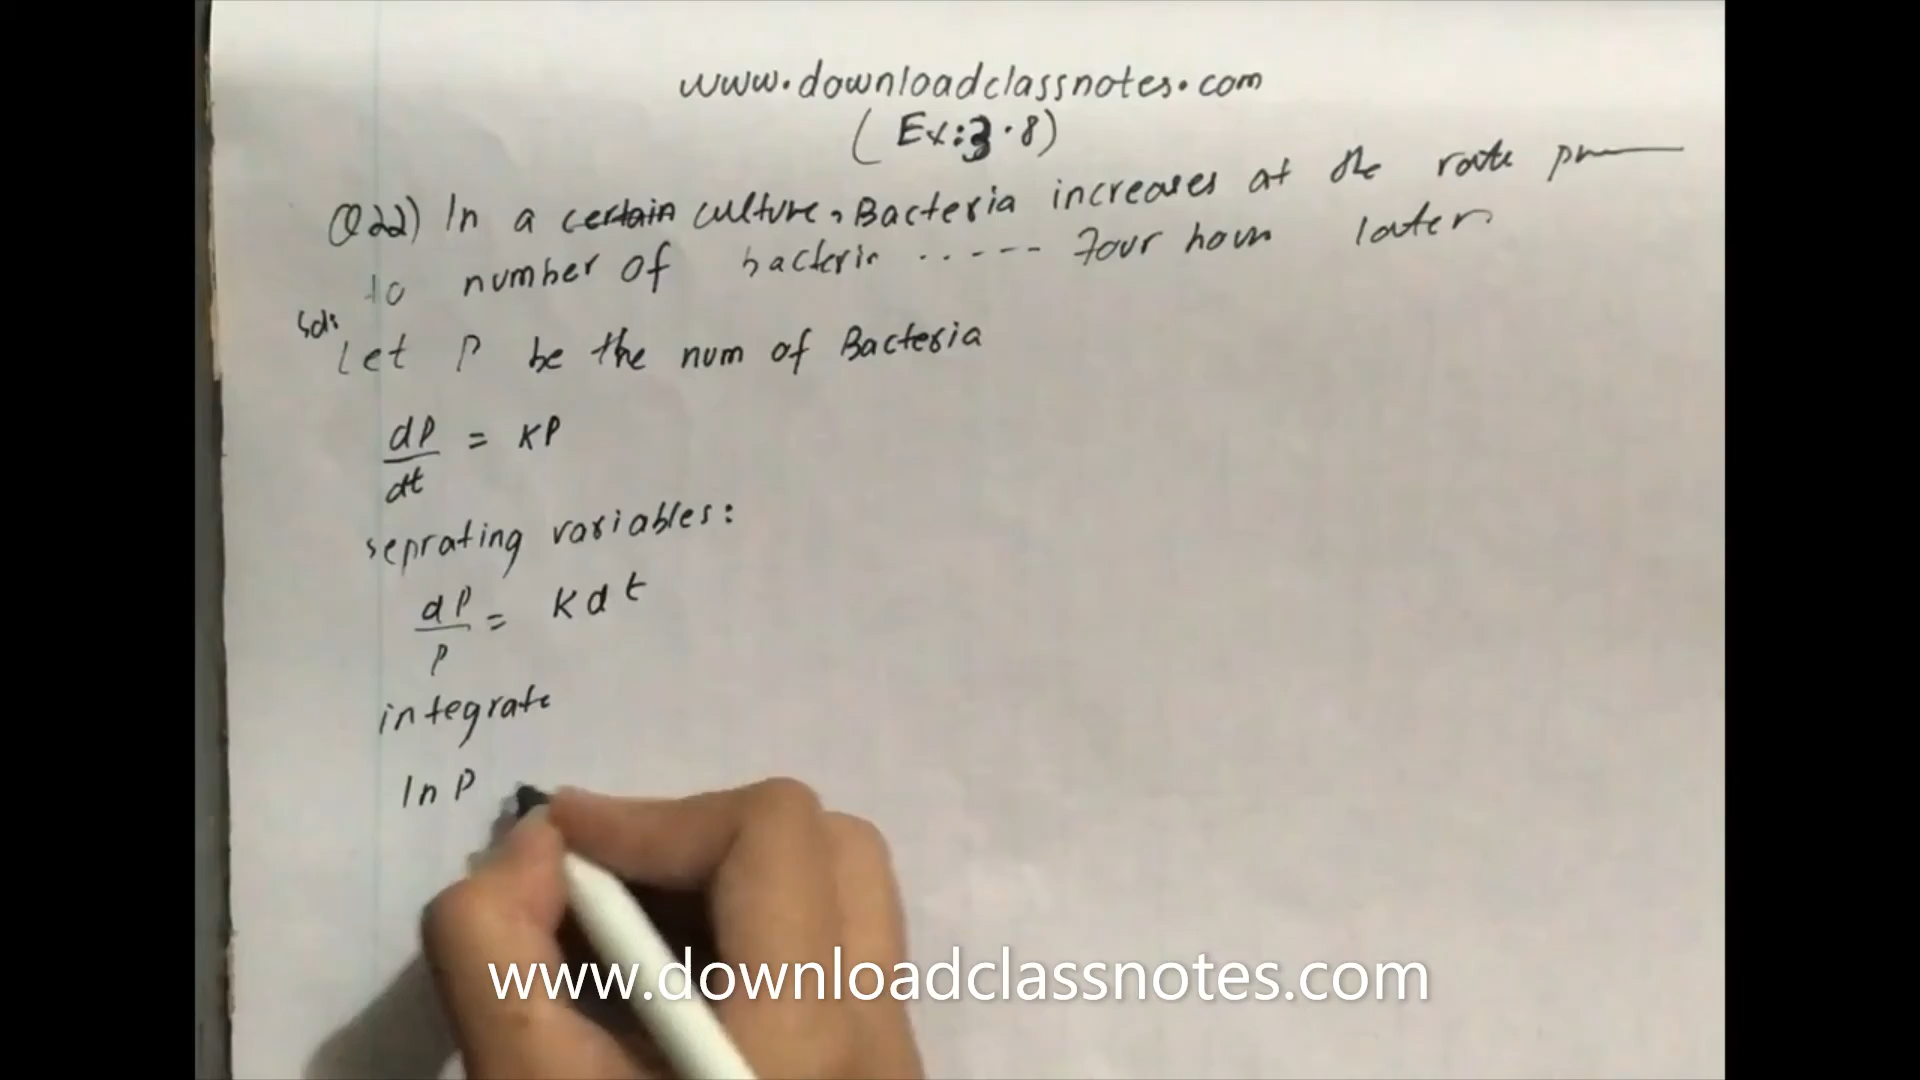 www.downloadclassnotes.com
(Ex:3.8)
Q22) In a certain culture, Bacteria increases at the rate
to number of bacteria ..--- Four hour later
Sol:
Let P be the num of Bacteria
dP/dt = KP
seprating variables:
dP/P = Kdt
integrate
ln P
www.downloadclassnotes.com